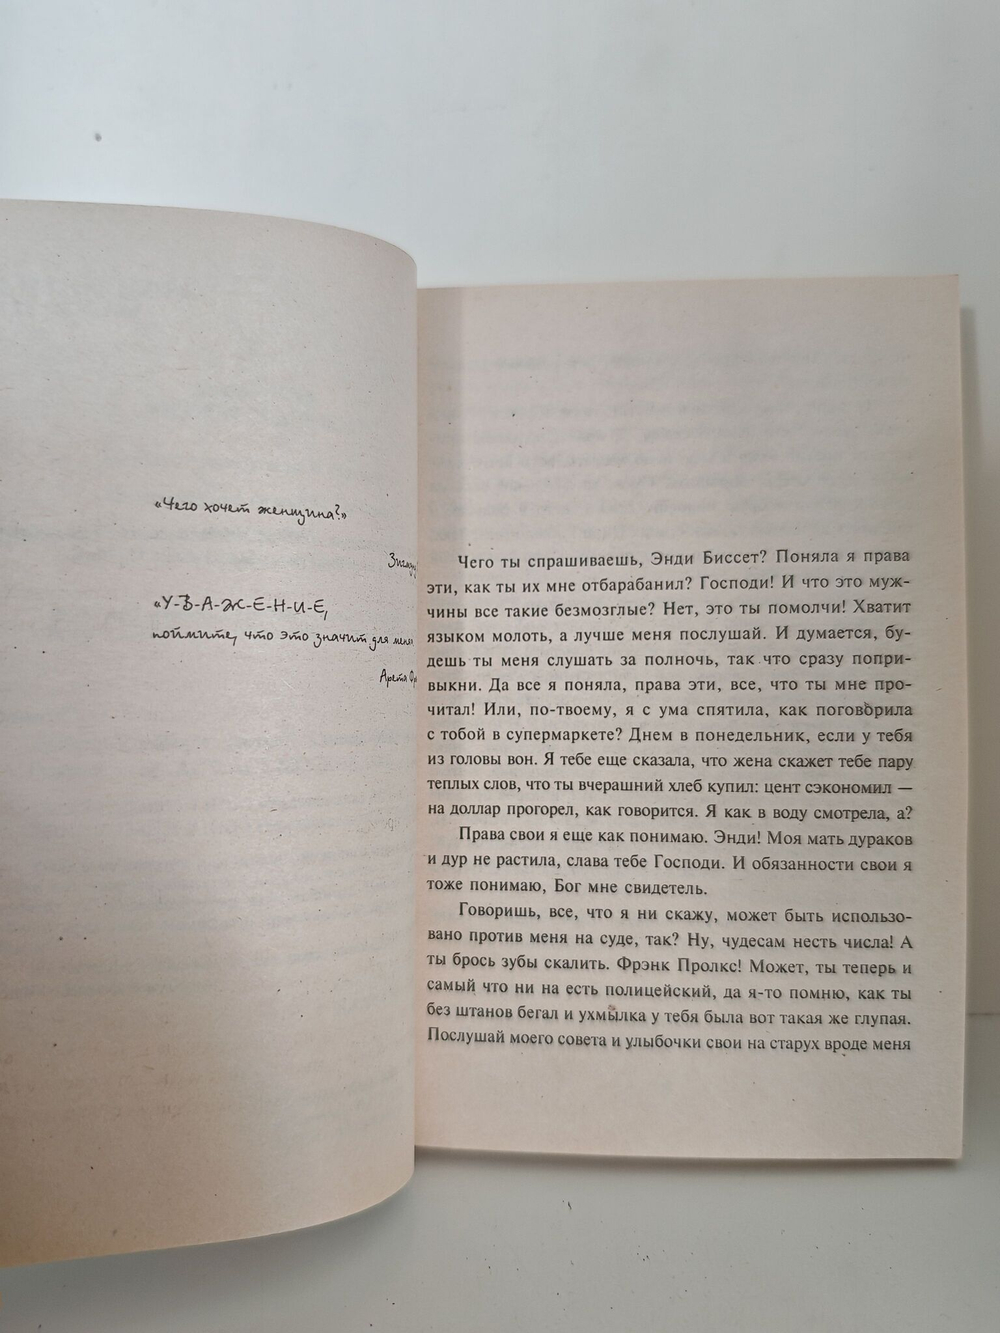 «Чего хочет женщина?»
«У-В-А-Ж-Е-Н-И-Е,
поймите, что это значит для меня
Арета
Чего ты спрашиваешь, Энди Биссет? Поняла я права
эти, как ты их мне отбарабанил? Господи! И что это муж-
чины все такие безмозглые? Нет, это ты помолчи! Хватит
языком молоть, а лучше меня послушай. И думается, бу-
дешь ты меня слушать за полночь, так что сразу попри-
выкни. Да все я поняла, права эти, все, что ты мне про-
читал! Или, по-твоему, я с ума спятила, как поговорила
с тобой в супермаркете? Днем в понедельник, если у тебя
из головы вон. Я тебе еще сказала, что жена скажет тебе пару
теплых слов, что ты вчерашний хлеб купил: цент сэкономил —
на доллар прогорел, как говорится. Я как в воду смотрела, а?
Права свои я еще как понимаю. Энди! Моя мать дураков
и дур не растила, слава тебе Господи. И обязанности свои я
тоже понимаю, Бог мне свидетель.
Говоришь, все, что я ни скажу, может быть использо-
вано против меня на суде, так? Ну, чудесам несть числа! А
ты брось зубы скалить. Фрэнк Пролкс! Может, ты теперь и
самый что ни на есть полицейский, да я-то помню, как ты
без штанов бегал и ухмылка у тебя была вот такая же глупая.
Послушай моего совета и улыбочки свои на старух вроде меня